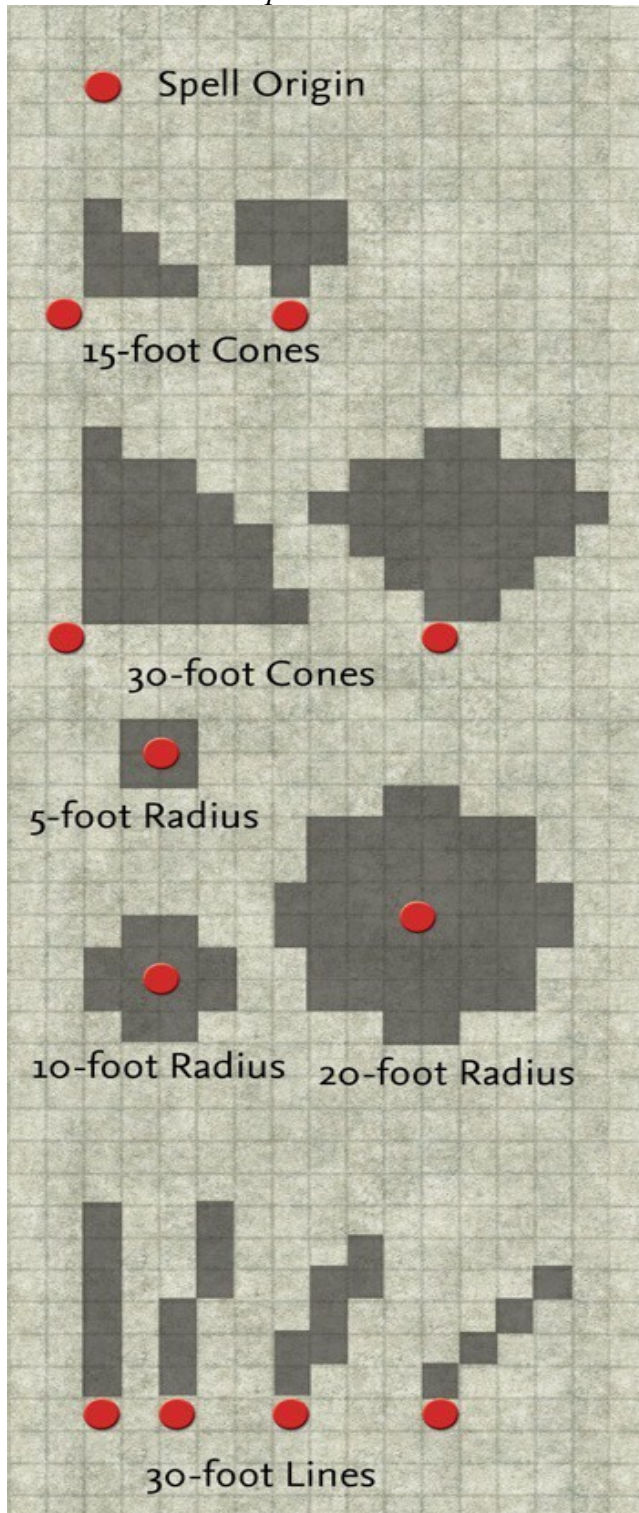 Spell Origin
15-foot Cones
30-foot Cones
5-foot Radius
10-foot Radius
20-foot Radius
30-foot Lines